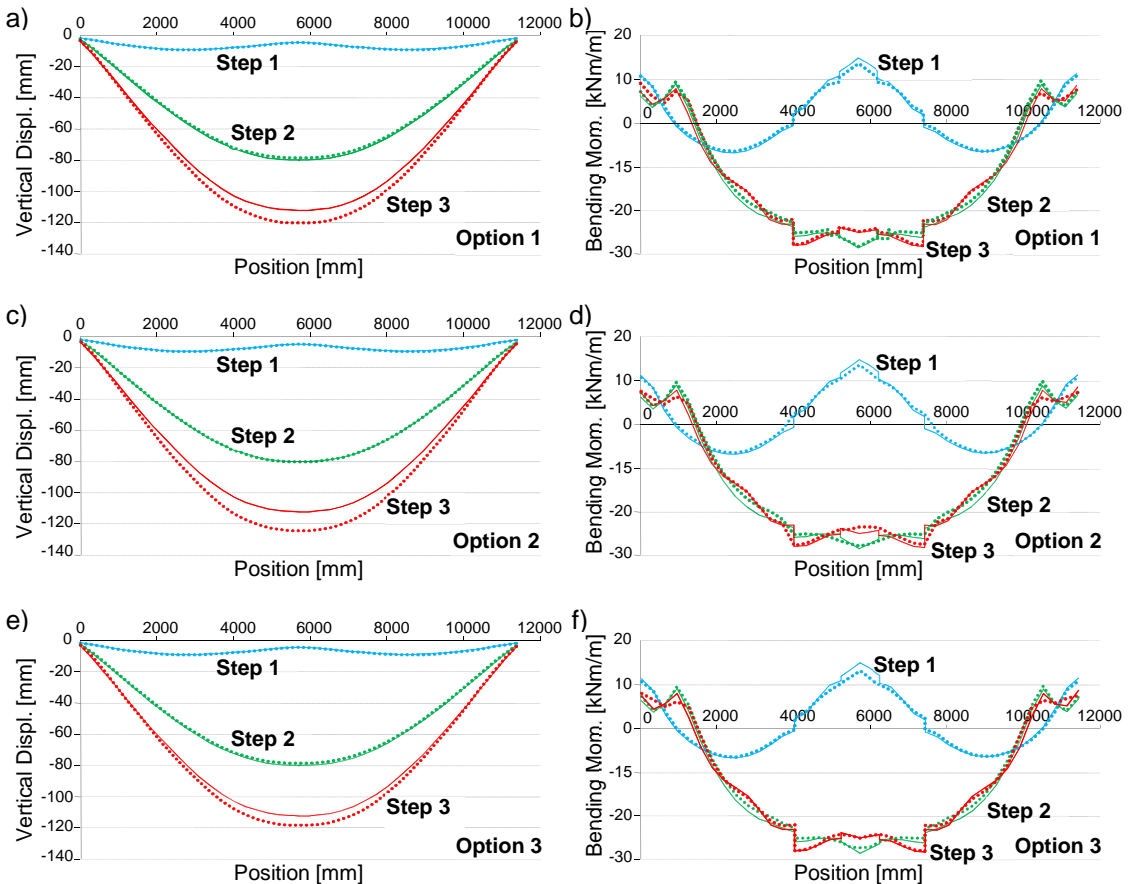 a)
0 2000 4000 6000 8000 10000 12000
0
-20
-40
-60
-80
-100
-120
-140
Vertical Displ. [mm]
Step 1
Step 2
Step 3
Option 1
Position [mm]
b)
20
10
0
-15
-20
-30
Bending Mom. [kNm/m]
0 2000 4000 6000 8000 10000 12000
Step 1
Step 2
Step 3
Option 1
Position [mm]
c)
0 2000 4000 6000 8000 10000 12000
0
-20
-40
-60
-80
-100
-120
-140
Vertical Displ. [mm]
Step 1
Step 2
Step 3
Option 2
Position [mm]
d)
20
10
0
-15
-20
-30
Bending Mom. [kNm/m]
0 2000 4000 6000 8000 10000 12000
Step 1
Step 2
Step 3
Option 2
Position [mm]
e)
0 2000 4000 6000 8000 10000 12000
0
-20
-40
-60
-80
-100
-120
-140
Vertical Displ. [mm]
Step 1
Step 2
Step 3
Option 3
Position [mm]
f)
20
10
0
-15
-20
-30
Bending Mom. [kNm/m]
0 2000 4000 6000 8000 10000 12000
Step 1
Step 2
Step 3
Option 3
Position [mm]